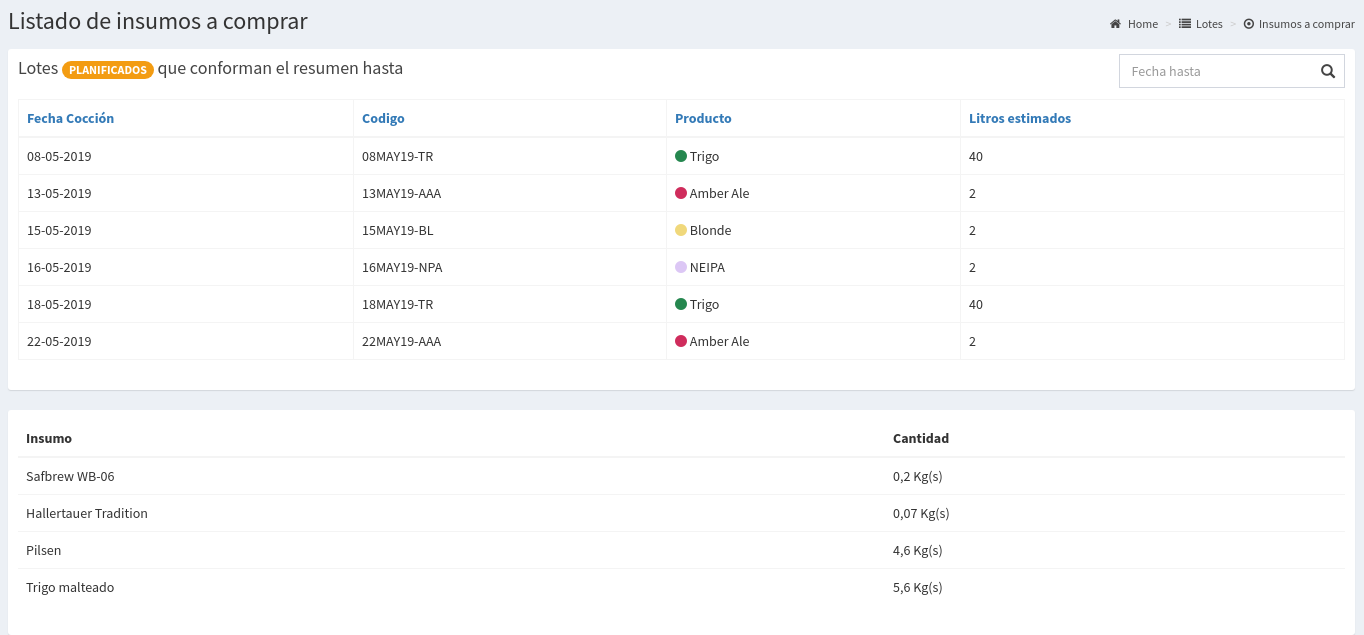 Listado de insumos a comprar
Home > Lotes > Insumos a comprar
Lotes PLANIFICADOS que conforman el resumen hasta
Fecha hasta
Fecha Cocción Codigo Producto Litros estimados
08-05-2019 08MAY19-TR Trigo 40
13-05-2019 13MAY19-AAA Amber Ale 2
15-05-2019 15MAY19-BL Blonde 2
16-05-2019 16MAY19-NPA NEIPA 2
18-05-2019 18MAY19-TR Trigo 40
22-05-2019 22MAY19-AAA Amber Ale 2
Insumo Cantidad
Safbrew WB-06 0,2 Kg(s)
Hallertauer Tradition 0,07 Kg(s)
Pilsen 4,6 Kg(s)
Trigo malteado 5,6 Kg(s)